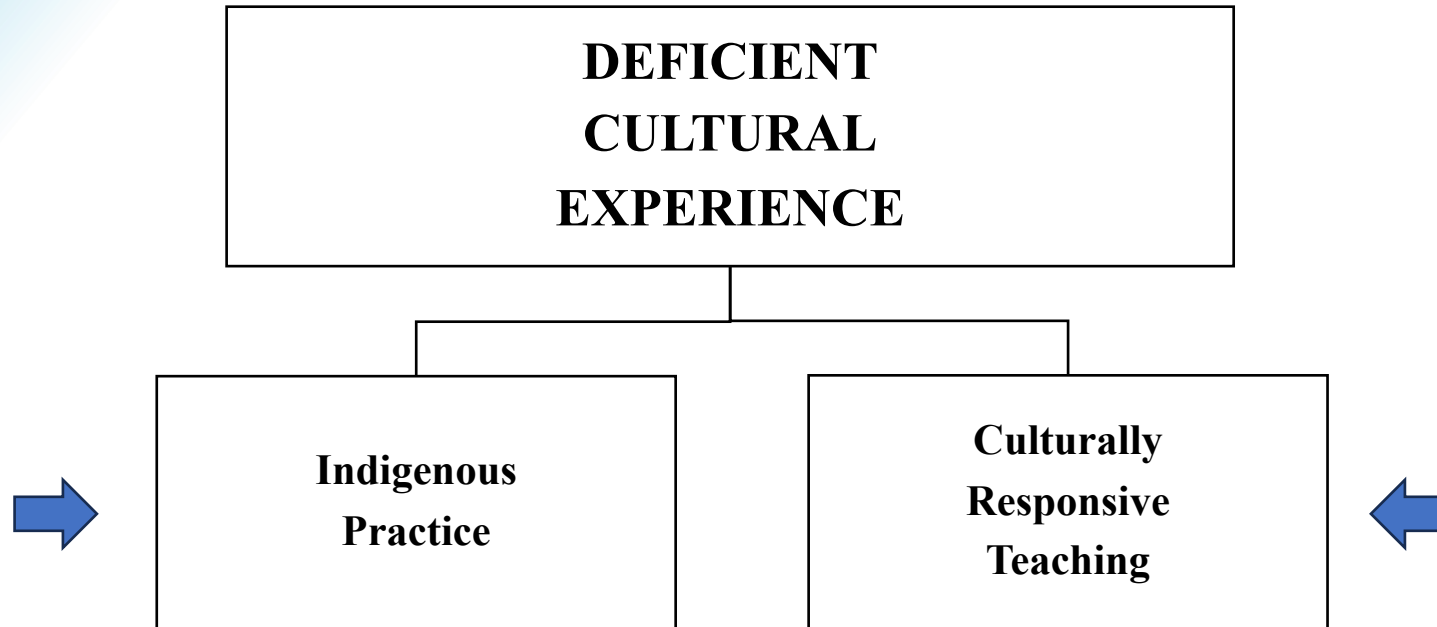 DEFICIENT
CULTURAL
EXPERIENCE
Indigenous
Practice
Culturally
Responsive
Teaching